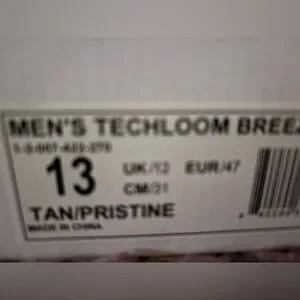 MEN'S TECHLOOM BREEZ
13 UK/12 EUR/47
CM/31
TAN/PRISTINE
MADE IN CHINA